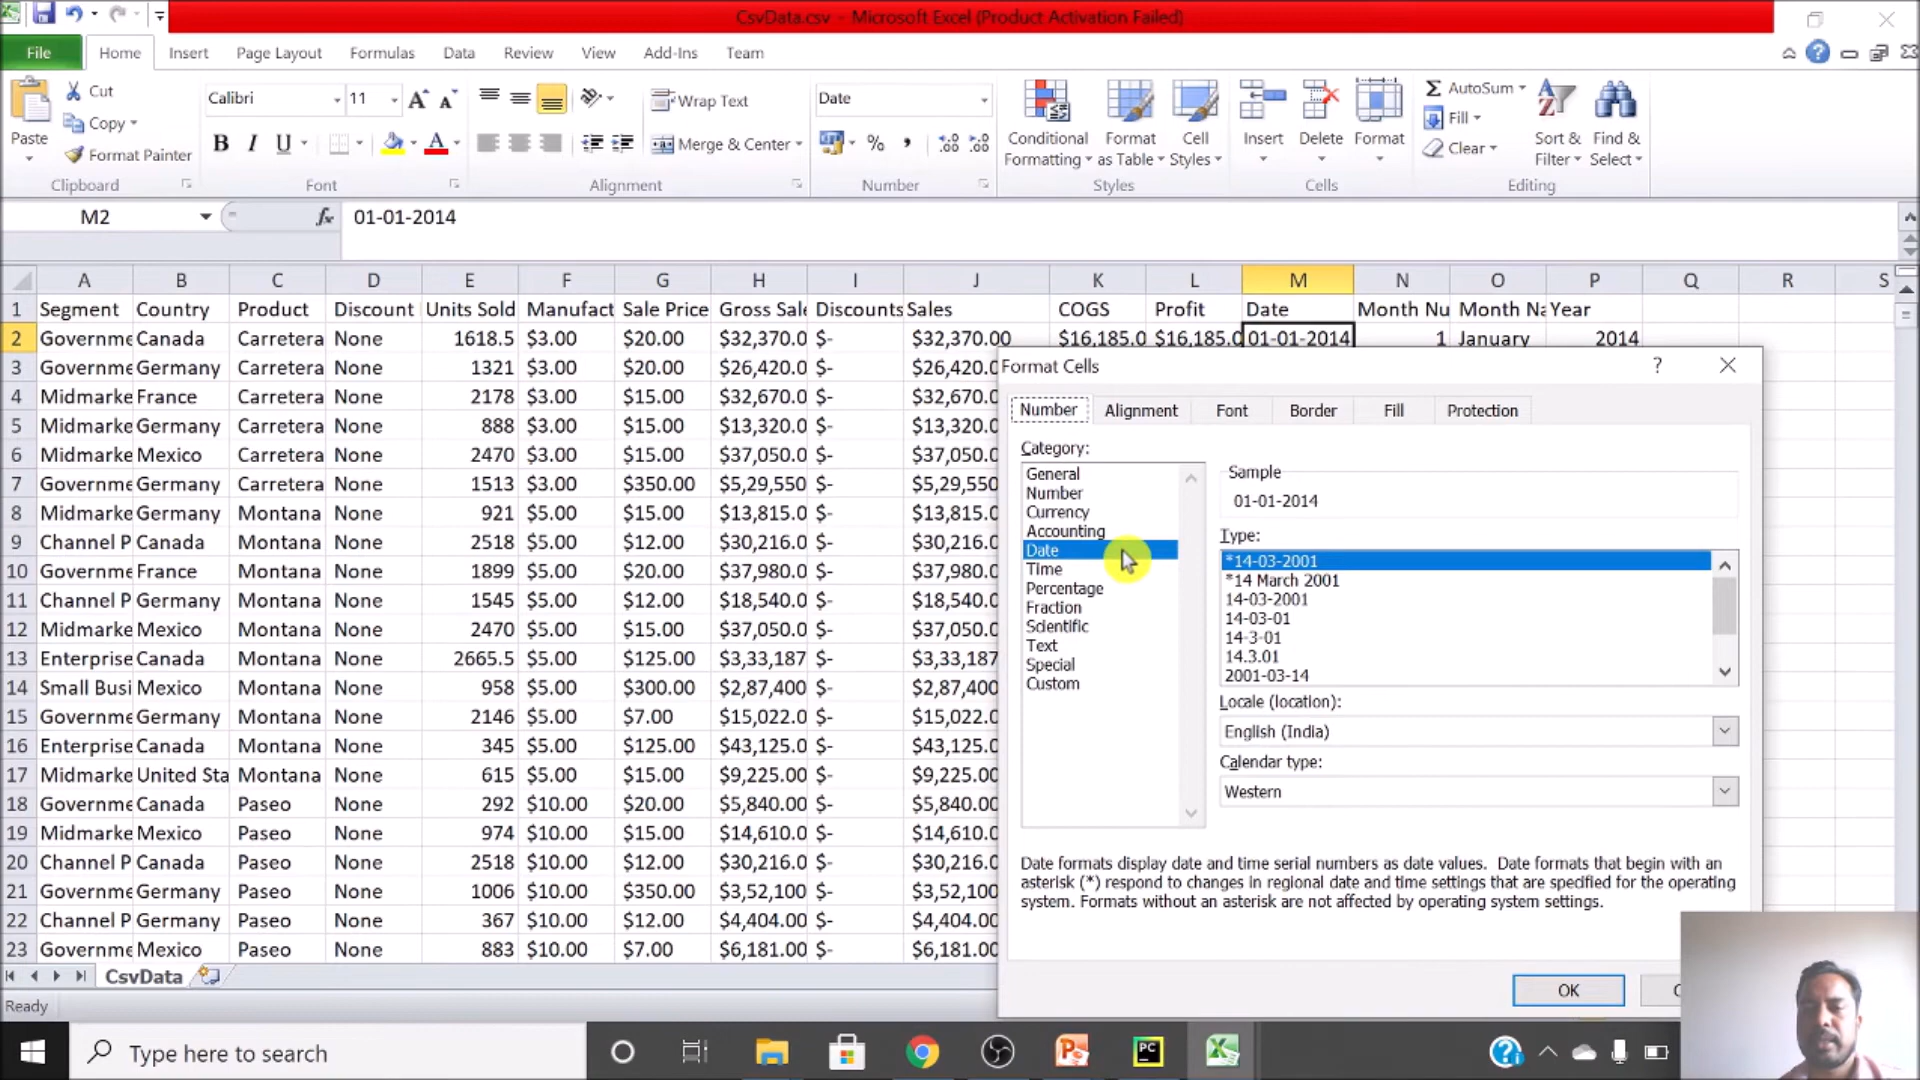 CsvData.csv - Microsoft Excel (Product Activation Failed)
File Home Insert Page Layout Formulas Data Review View Add-Ins Team
Paste
Cut
Copy
Format Painter
Clipboard
Calibri 11
B I U A
Font
Wrap Text
Merge & Center
Alignment
Date
%
Number
Conditional Formatting
Format as Table
Cell Styles
Styles
Insert Delete Format
Cells
AutoSum
Fill
Clear
Sort & Filter
Find & Select
Editing
M2 fx 01-01-2014
A B C D E F G H I J K L M N O P Q R S
1 Segment Country Product Discount Units Sold Manufact Sale Price Gross Sale Discounts Sales COGS Profit Date Month Nu Month Na Year
2 Governme Canada Carretera None 1618.5 $3.00 $20.00 $32,370.0 $- $32,370.00 $16,185.0 $16,185.0 01-01-2014 1 January 2014
3 Governme Germany Carretera None 1321 $3.00 $20.00 $26,420.0 $- $26,420.0
4 Midmarke France Carretera None 2178 $3.00 $15.00 $32,670.0 $- $32,670.0
5 Midmarke Germany Carretera None 888 $3.00 $15.00 $13,320.0 $- $13,320.0
6 Midmarke Mexico Carretera None 2470 $3.00 $15.00 $37,050.0 $- $37,050.0
7 Governme Germany Carretera None 1513 $3.00 $350.00 $5,29,550 $- $5,29,550
8 Midmarke Germany Montana None 921 $5.00 $15.00 $13,815.0 $- $13,815.0
9 Channel P Canada Montana None 2518 $5.00 $12.00 $30,216.0 $- $30,216.0
10 Governme France Montana None 1899 $5.00 $20.00 $37,980.0 $- $37,980.0
11 Channel P Germany Montana None 1545 $5.00 $12.00 $18,540.0 $- $18,540.0
12 Midmarke Mexico Montana None 2470 $5.00 $15.00 $37,050.0 $- $37,050.0
13 Enterprise Canada Montana None 2665.5 $5.00 $125.00 $3,33,187 $- $3,33,187
14 Small Busi Mexico Montana None 958 $5.00 $300.00 $2,87,400 $- $2,87,400
15 Governme Germany Montana None 2146 $5.00 $7.00 $15,022.0 $- $15,022.0
16 Enterprise Canada Montana None 345 $5.00 $125.00 $43,125.0 $- $43,125.0
17 Midmarke United Sta Montana None 615 $5.00 $15.00 $9,225.00 $- $9,225.00
18 Governme Canada Paseo None 292 $10.00 $20.00 $5,840.00 $- $5,840.00
19 Midmarke Mexico Paseo None 974 $10.00 $15.00 $14,610.0 $- $14,610.0
20 Channel P Canada Paseo None 2518 $10.00 $12.00 $30,216.0 $- $30,216.0
21 Governme Germany Paseo None 1006 $10.00 $350.00 $3,52,100 $- $3,52,100
22 Channel P Germany Paseo None 367 $10.00 $12.00 $4,404.00 $- $4,404.00
23 Governme Mexico Paseo None 883 $10.00 $7.00 $6,181.00 $- $6,181.00
Format Cells ?
Number Alignment Font Border Fill Protection
Category:
General
Number
Currency
Accounting
Date
Time
Percentage
Fraction
Scientific
Text
Special
Custom
Sample
01-01-2014
Type:
*14-03-2001
*14 March 2001
14-03-2001
14-03-01
14-3-01
14.3.01
2001-03-14
Locale (location):
English (India)
Calendar type:
Western
Date formats display date and time serial numbers as date values. Date formats that begin with an
asterisk (*) respond to changes in regional date and time settings that are specified for the operating
system. Formats without an asterisk are not affected by operating system settings.
OK
CsvData
Ready
Type here to search